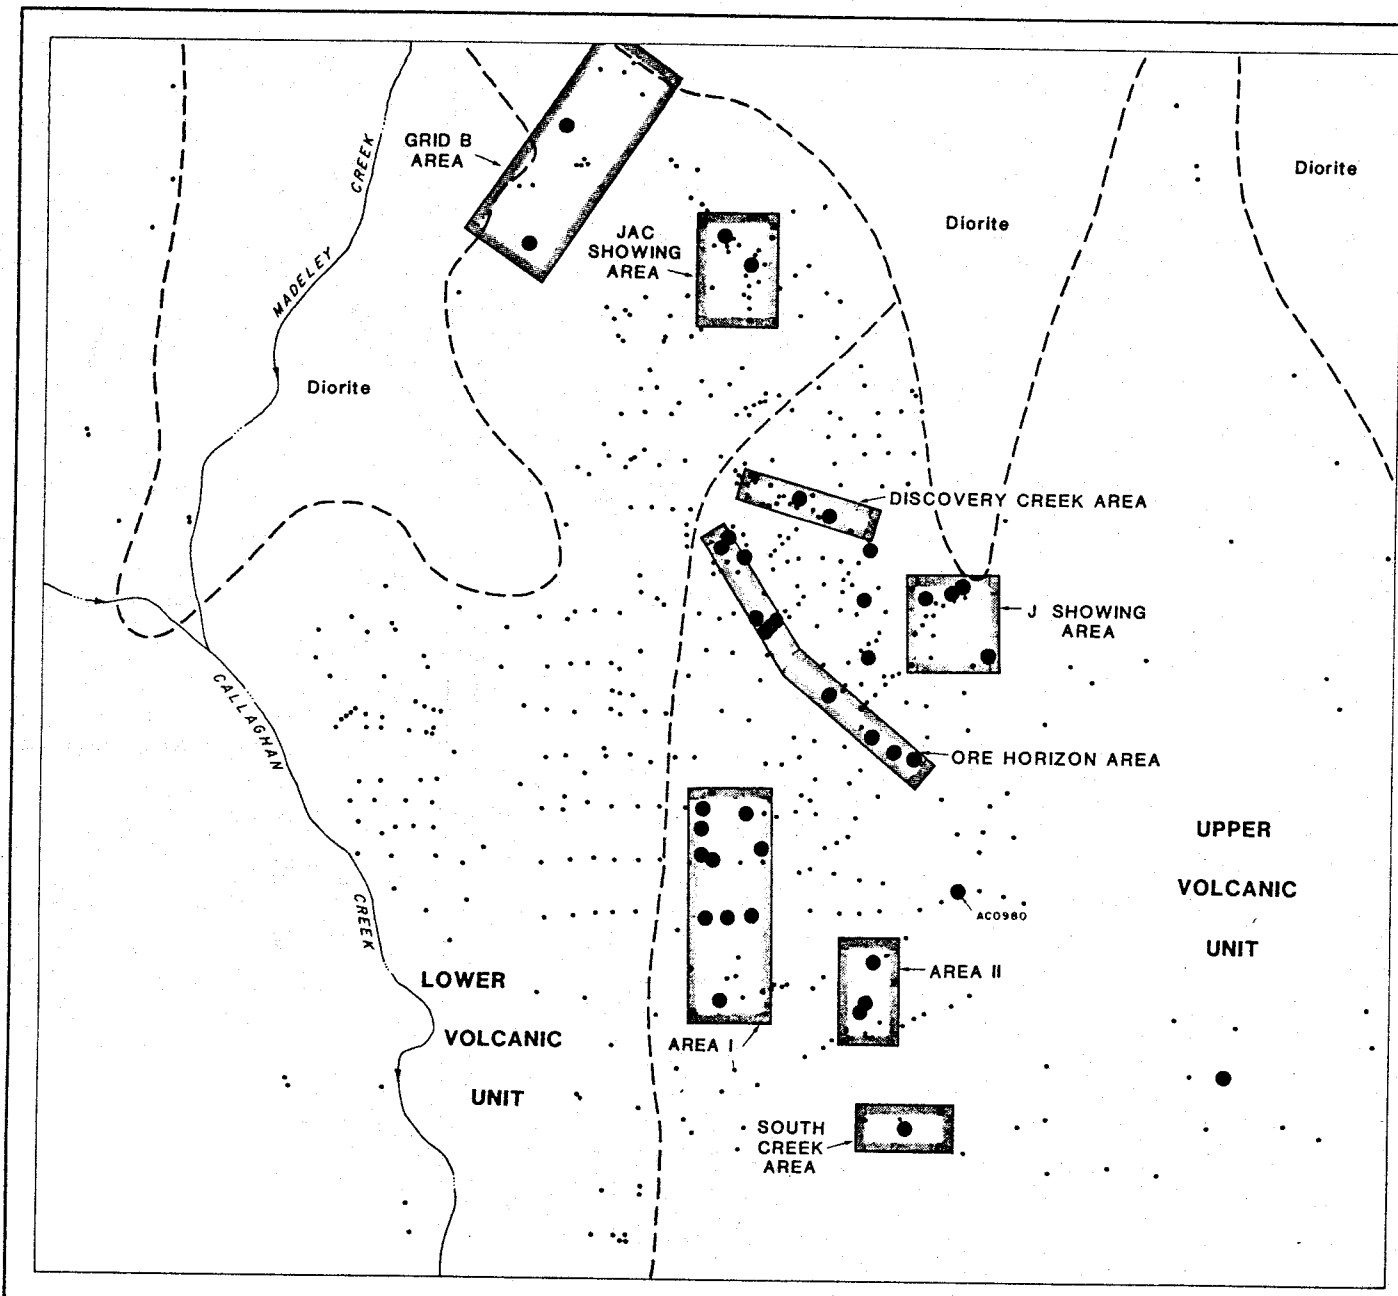 GRID B
AREA
CREEK
MADELEY
JAC
SHOWING
AREA
Diorite
Diorite
Diorite
DISCOVERY CREEK AREA
J SHOWING
AREA
CALLAGHAN
CREEK
ORE HORIZON AREA
UPPER
VOLCANIC
UNIT
AC0980
LOWER
VOLCANIC
UNIT
AREA II
AREA I
SOUTH
CREEK
AREA